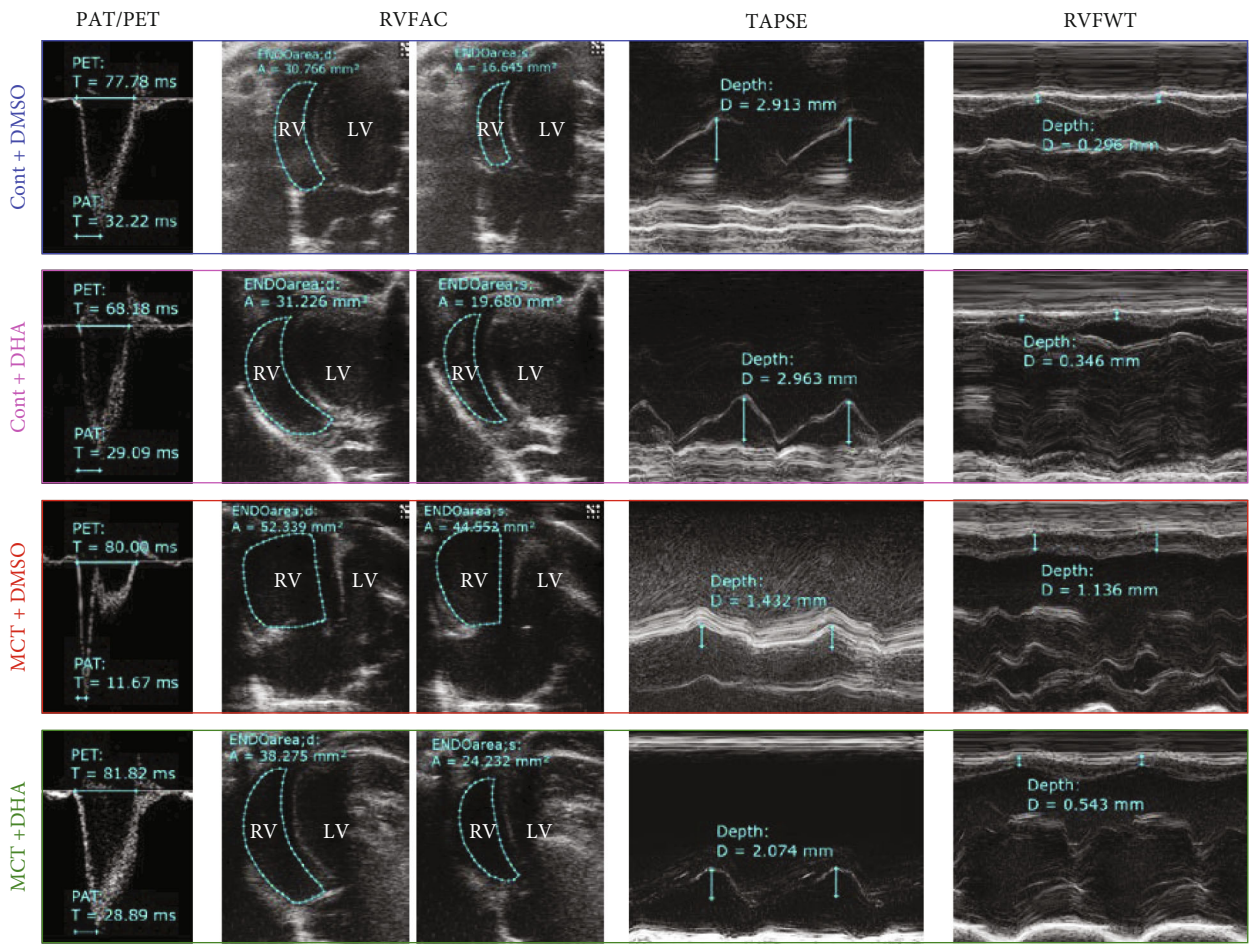 PAT/PET
RVFAC
TAPSE
RVFWT
Cont + DMSO
PET:
T = 77.78 ms
PAT:
T = 32.22 ms
ENDOarea;d:
A = 30.766 mm²
RV
LV
ENDOarea;s:
A = 16.645 mm²
RV
LV
Depth:
D = 2.913 mm
Depth:
D = 0.296 mm
Cont + DHA
PET:
T = 68.18 ms
PAT:
T = 29.09 ms
ENDOarea;d:
A = 31.226 mm²
RV
LV
ENDOarea;s:
A = 19.680 mm²
RV
LV
Depth:
D = 2.963 mm
Depth:
D = 0.346 mm
MCT + DMSO
PET:
T = 80.00 ms
PAT:
T = 11.67 ms
ENDOarea;d:
A = 52.339 mm²
RV
LV
ENDOarea;s:
A = 44.552 mm²
RV
LV
Depth:
D = 1.432 mm
Depth:
D = 1.136 mm
MCT +DHA
PET:
T = 81.82 ms
PAT:
T = 28.89 ms
ENDOarea;d:
A = 38.275 mm²
RV
LV
ENDOarea;s:
A = 24.232 mm²
RV
LV
Depth:
D = 2.074 mm
Depth:
D = 0.543 mm